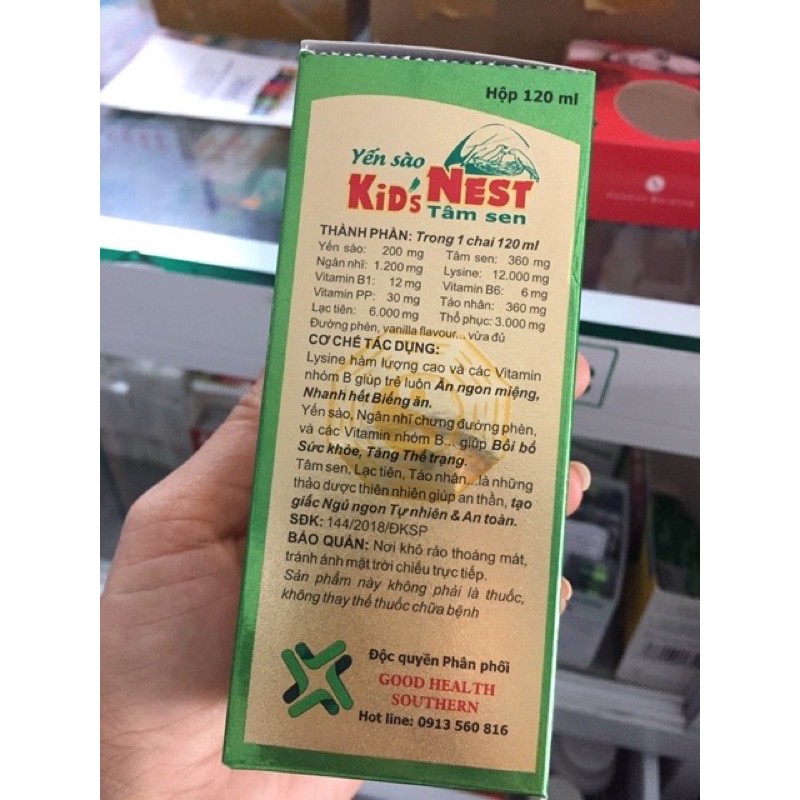 Hộp 120 ml
Yến sào
KiD's NEST
Tâm sen
THÀNH PHẦN: Trong 1 chai 120 ml
Yến sào: 200 mg Tâm sen: 360 mg
Ngân nhĩ: 1.200 mg Lysine: 12.000 mg
Vitamin B1: 12 mg Vitamin B6: 6 mg
Vitamin PP: 30 mg Táo nhân: 360 mg
Lạc tiên: 6.000 mg Thổ phục: 3.000 mg
Đường phèn, vanilla flavour... vừa đủ
CƠ CHẾ TÁC DỤNG:
Lysine hàm lượng cao và các Vitamin
nhóm B giúp trẻ luôn Ăn ngon miệng,
Nhanh hết Biếng ăn.
Yến sào, Ngân nhĩ chưng đường phèn,
và các Vitamin nhóm B... giúp Bồi bổ
Sức khỏe, Tăng Thể trạng.
Tâm sen, Lạc tiên, Táo nhân...là những
thảo dược thiên nhiên giúp an thần, tạo
giấc Ngủ ngon Tự nhiên & An toàn.
SĐK: 144/2018/ĐKSP
BẢO QUẢN: Nơi khô rảo thoáng mát,
tránh ánh mặt trời chiếu trực tiếp.
Sản phẩm này không phải là thuốc,
không thay thế thuốc chữa bệnh
Độc quyền Phân phối
GOOD HEALTH
SOUTHERN
Hot line: 0913 560 816